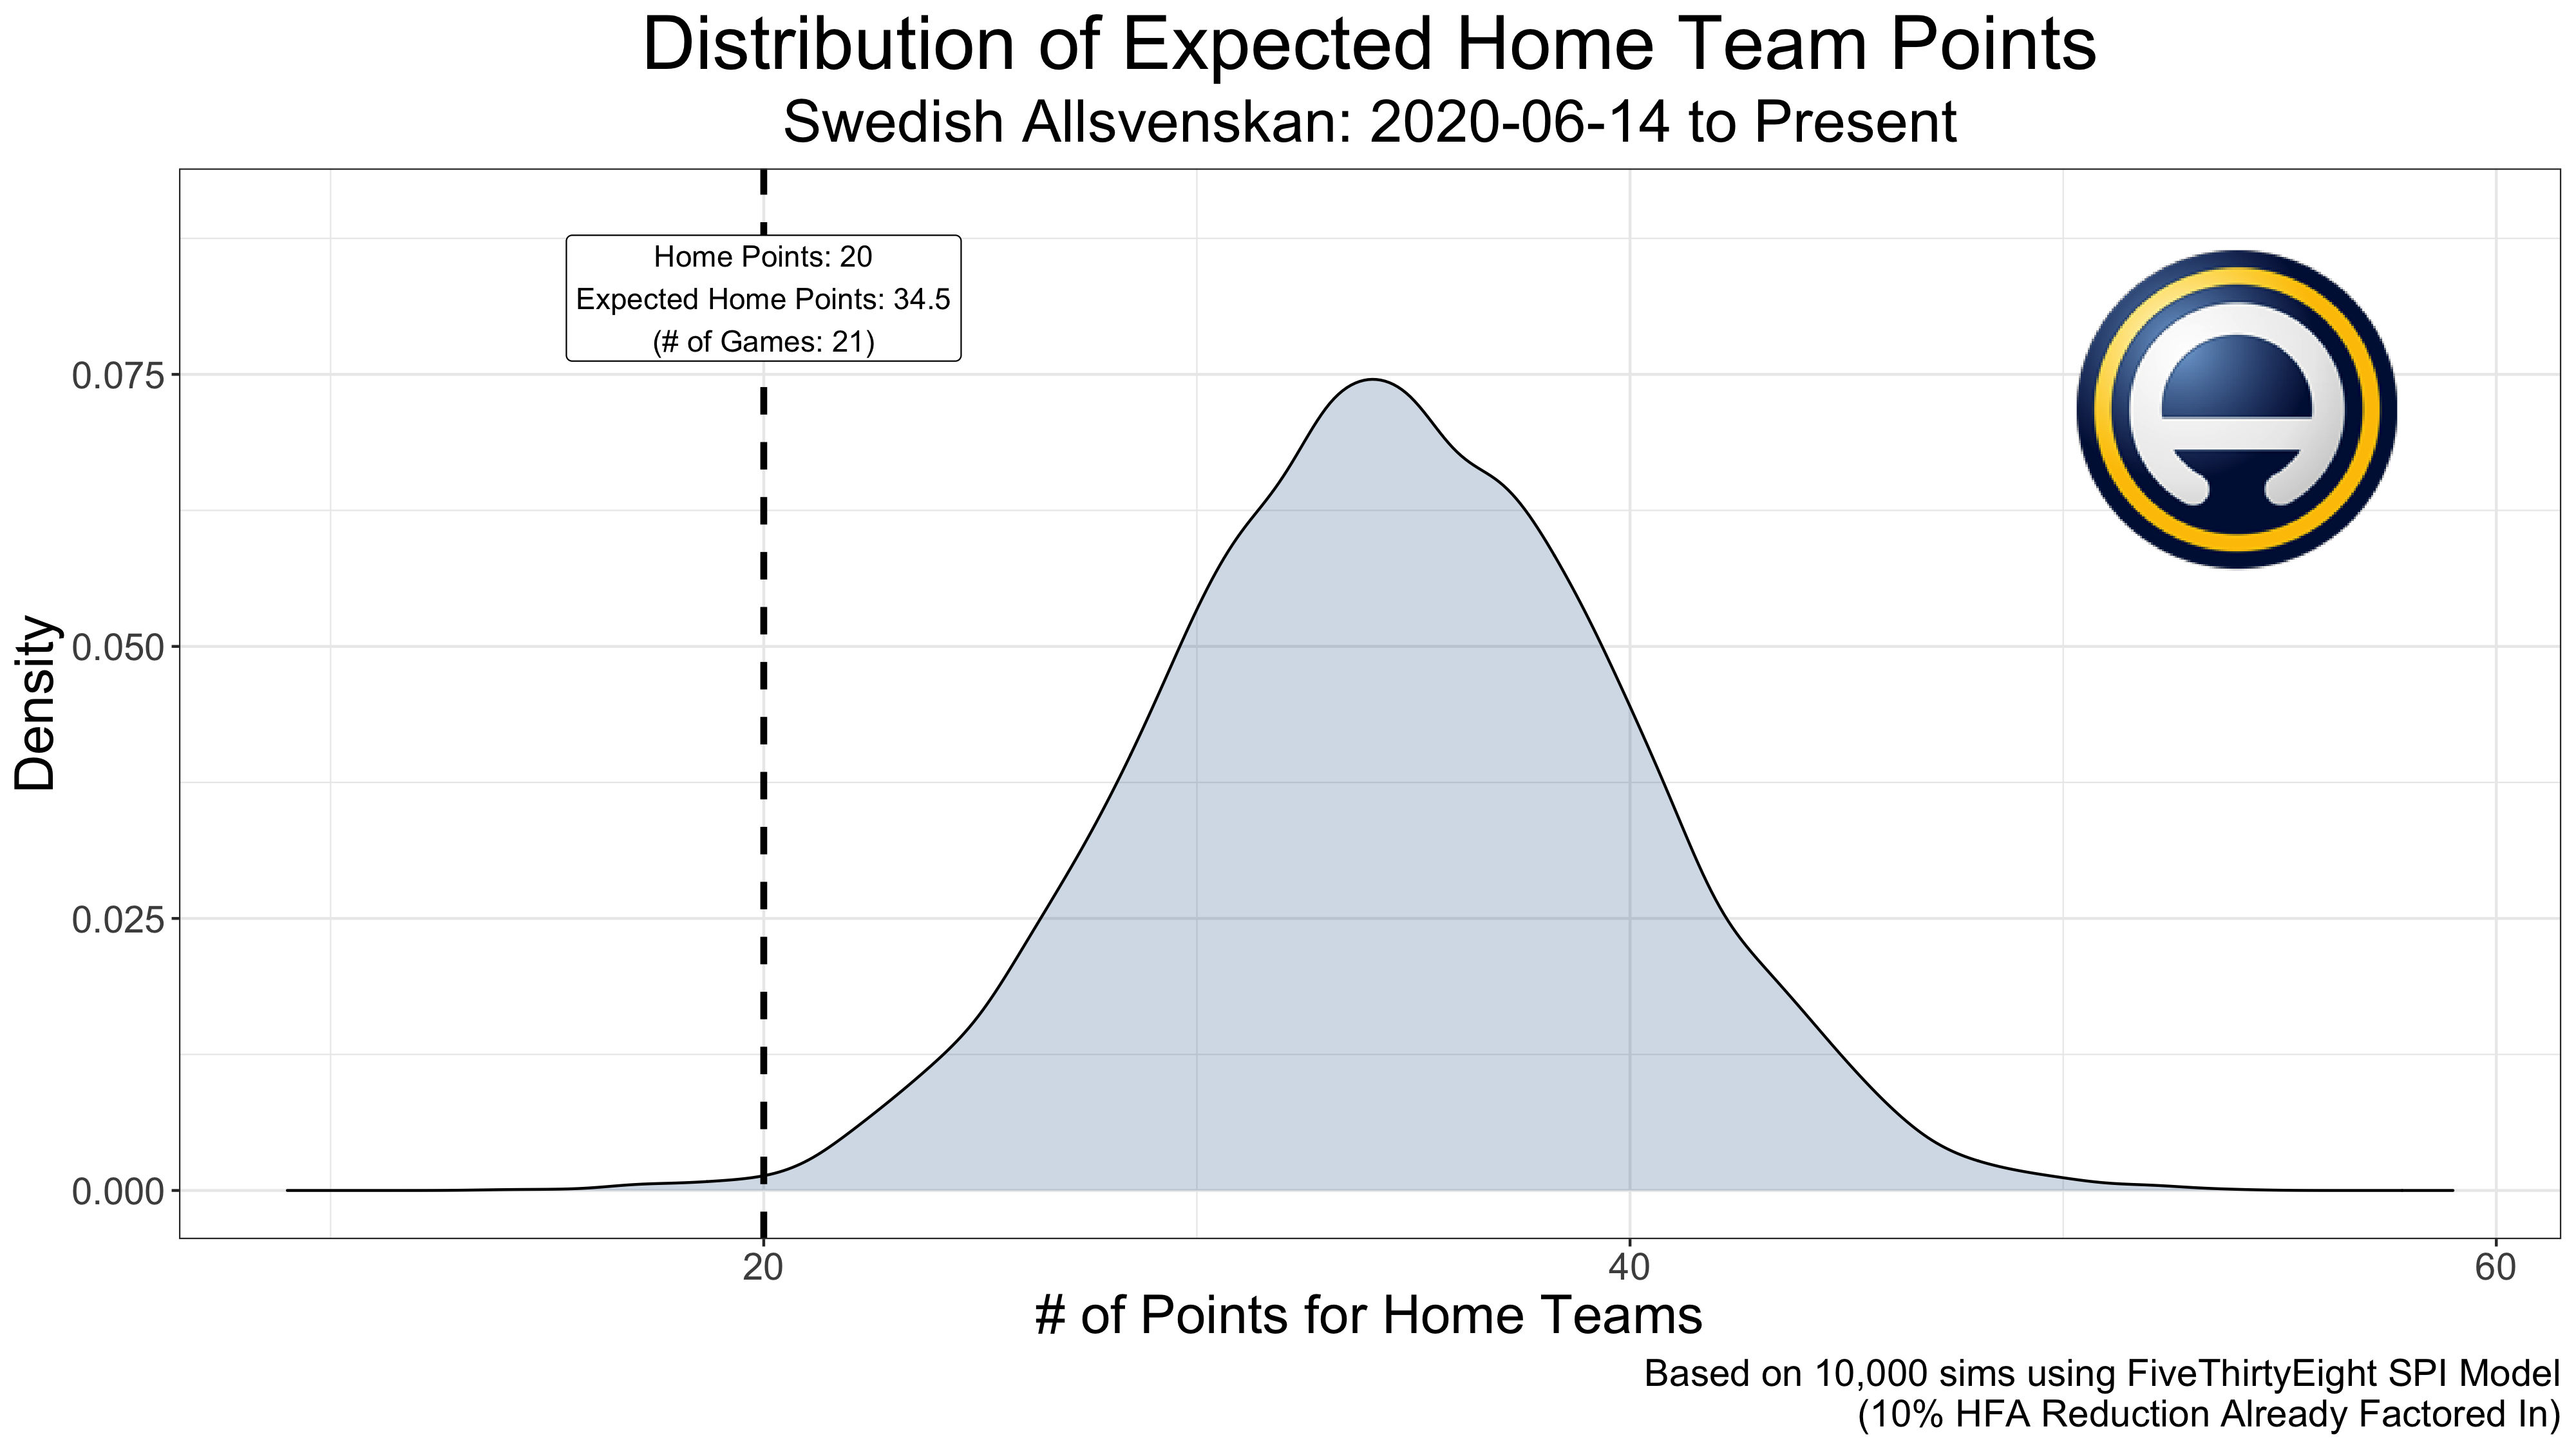 Distribution of Expected Home Team Points
Swedish Allsvenskan: 2020-06-14 to Present
Home Points: 20
Expected Home Points: 34.5
(# of Games: 21)
Density
0.075
0.050
0.025
0.000
20
40
60
# of Points for Home Teams
Based on 10,000 sims using FiveThirtyEight SPI Model
(10% HFA Reduction Already Factored In)